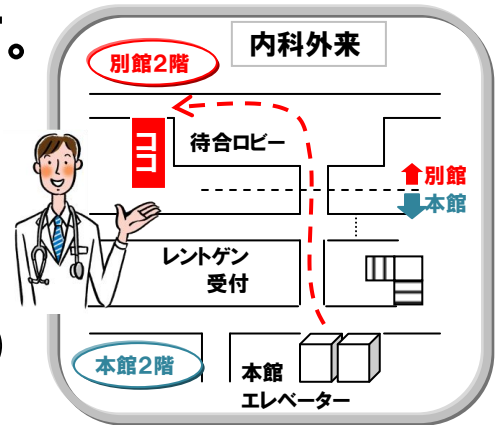 。
内科外来
別館2階
ココ
待合ロビー
別館
本館
レントゲン
受付
本館2階
本館
エレベーター